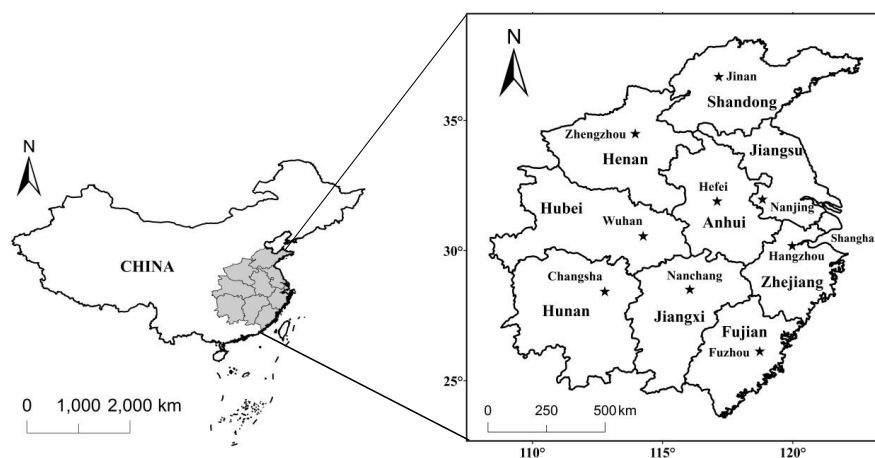 N
CHINA
0 1,000 2,000 km
N
Jinan
Shandong
35°
Zhengzhou
Henan
Jiangsu
Hefei
Anhui
Nanjing
Hubei
Wuhan
Shangha
30°
Hangzhou
Zhejiang
Changsha
Hunan
Nanchang
Jiangxi
Fujian
Fuzhou
25°
0 250 500 km
110° 115° 120°